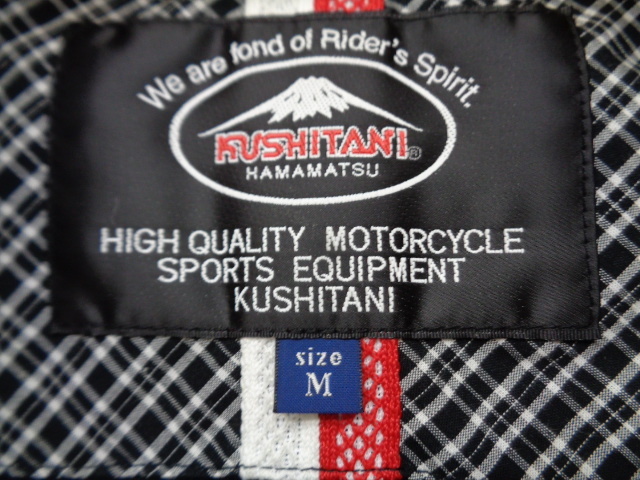 We are fond of Rider's Spirit.
KUSHITANI®
HAMAMATSU
HIGH QUALITY MOTORCYCLE
SPORTS EQUIPMENT
KUSHITANI
size
M